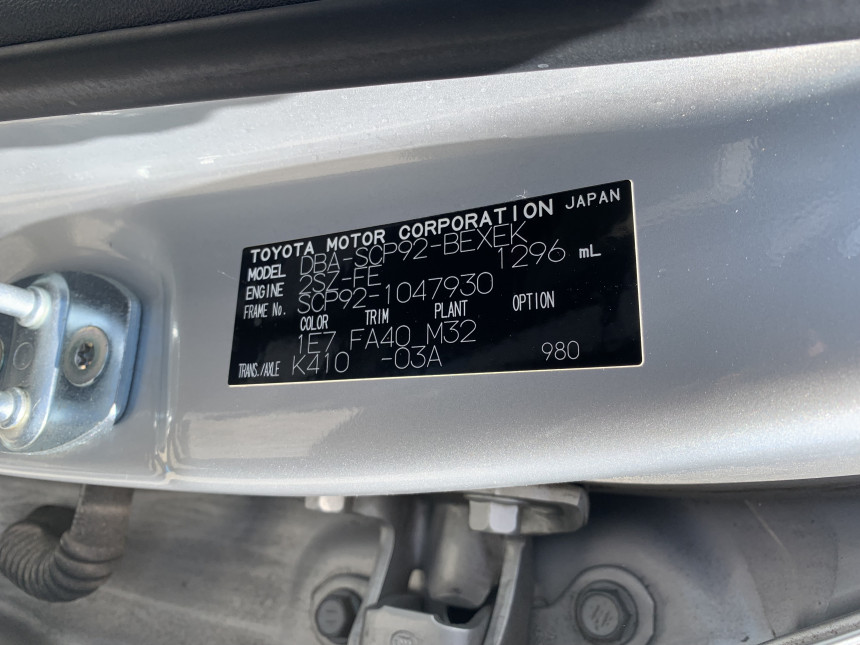 TOYOTA MOTOR CORPORATION JAPAN
MODEL DBA-SCP92-BEXEK
ENGINE 2SZ-FE 1296 mL
FRAME No. SCP92-1047930
COLOR TRIM PLANT OPTION
1E7 FA40 M32
TRANS./AXLE K410 -03A 980